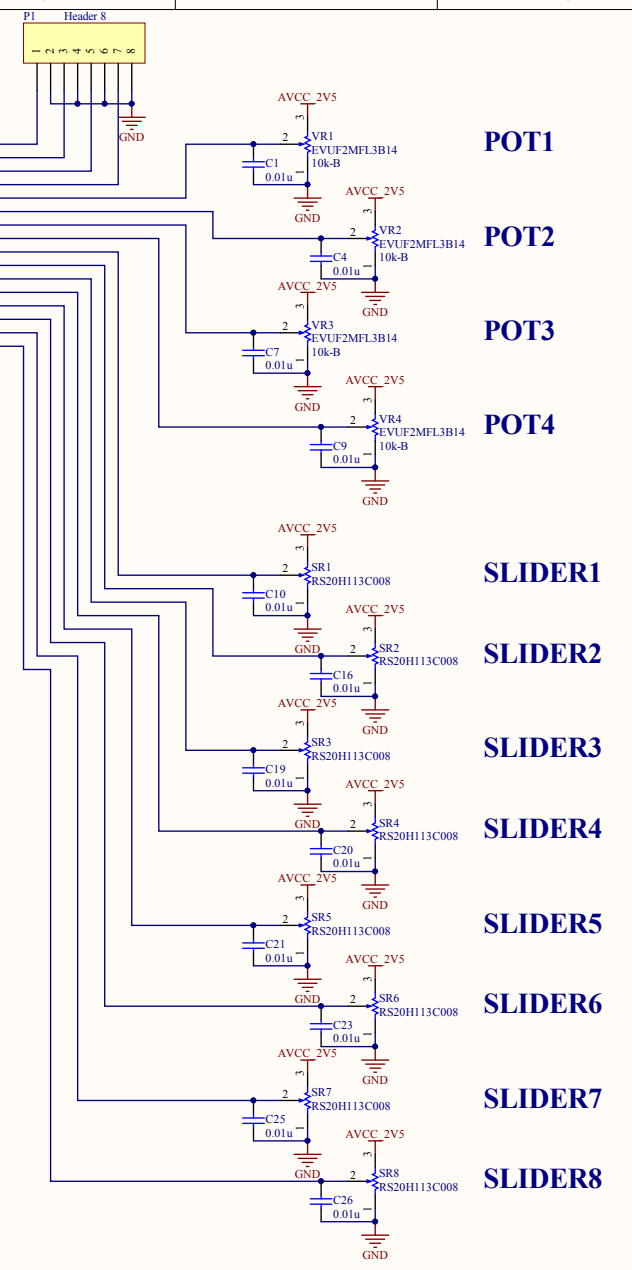 P1 Header 8
1 2 3 4 5 6 7 8
GND
AVCC_2V5
3
2 VR1
EVUF2MFL3B14
10k-B
POT1
C1
0.01u
1
GND
AVCC_2V5
3
2 VR2
EVUF2MFL3B14
10k-B
POT2
C4
0.01u
1
GND
AVCC_2V5
3
2 VR3
EVUF2MFL3B14
10k-B
POT3
C7
0.01u
1
GND
AVCC_2V5
3
2 VR4
EVUF2MFL3B14
10k-B
POT4
C9
0.01u
1
GND
AVCC_2V5
3
2 SR1
RS20H113C008
SLIDER1
C10
0.01u
1
GND
AVCC_2V5
3
2 SR2
RS20H113C008
SLIDER2
C16
0.01u
1
GND
AVCC_2V5
3
2 SR3
RS20H113C008
SLIDER3
C19
0.01u
1
GND
AVCC_2V5
3
2 SR4
RS20H113C008
SLIDER4
C20
0.01u
1
GND
AVCC_2V5
3
2 SR5
RS20H113C008
SLIDER5
C21
0.01u
1
GND
AVCC_2V5
3
2 SR6
RS20H113C008
SLIDER6
C23
0.01u
1
GND
AVCC_2V5
3
2 SR7
RS20H113C008
SLIDER7
C25
0.01u
1
GND
AVCC_2V5
3
2 SR8
RS20H113C008
SLIDER8
C26
0.01u
1
GND